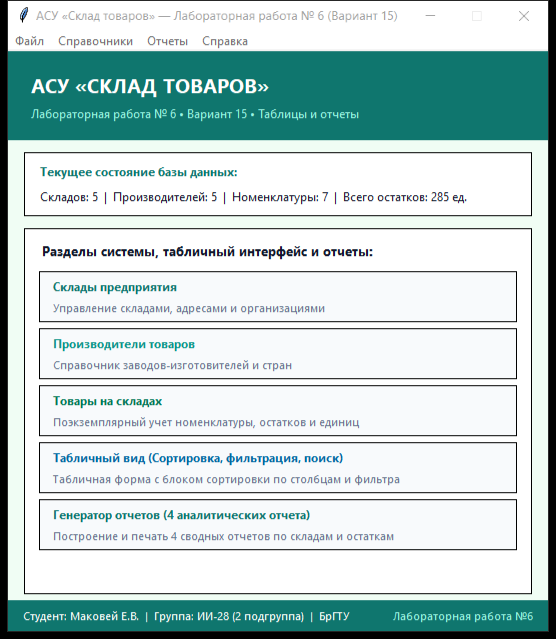 АСУ «Склад товаров» — Лабораторная работа № 6 (Вариант 15)
Файл Справочники Отчеты Справка
АСУ «СКЛАД ТОВАРОВ»
Лабораторная работа № 6 • Вариант 15 • Таблицы и отчеты
Текущее состояние базы данных:
Складов: 5 | Производителей: 5 | Номенклатуры: 7 | Всего остатков: 285 ед.
Разделы системы, табличный интерфейс и отчеты:
Склады предприятия
Управление складами, адресами и организациями
Производители товаров
Справочник заводов-изготовителей и стран
Товары на складах
Поэкземплярный учет номенклатуры, остатков и единиц
Табличный вид (Сортировка, фильтрация, поиск)
Табличная форма с блоком сортировки по столбцам и фильтра
Генератор отчетов (4 аналитических отчета)
Построение и печать 4 сводных отчетов по складам и остаткам
Студент: Маковей Е.В. | Группа: ИИ-28 (2 подгруппа) | БрГТУ Лабораторная работа №6